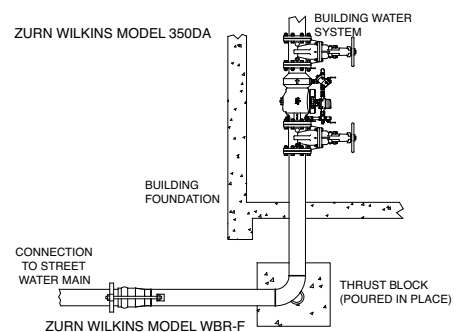 BUILDING WATER
SYSTEM
ZURN WILKINS MODEL 350DA
BUILDING
FOUNDATION
CONNECTION
TO STREET
WATER MAIN
THRUST BLOCK
(POURED IN PLACE)
ZURN WILKINS MODEL WBR-F